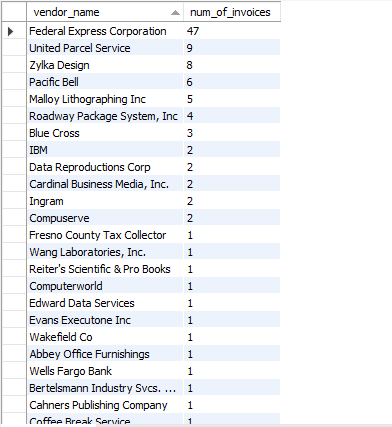 vendor_name num_of_invoices
Federal Express Corporation 47
United Parcel Service 9
Zylka Design 8
Pacific Bell 6
Malloy Lithographing Inc 5
Roadway Package System, Inc 4
Blue Cross 3
IBM 2
Data Reproductions Corp 2
Cardinal Business Media, Inc. 2
Ingram 2
Compuserve 2
Fresno County Tax Collector 1
Wang Laboratories, Inc. 1
Reiter's Scientific & Pro Books 1
Computerworld 1
Edward Data Services 1
Evans Executone Inc 1
Wakefield Co 1
Abbey Office Furnishings 1
Wells Fargo Bank 1
Bertelsmann Industry Svcs. ... 1
Cahners Publishing Company 1
Coffee Break Service 1